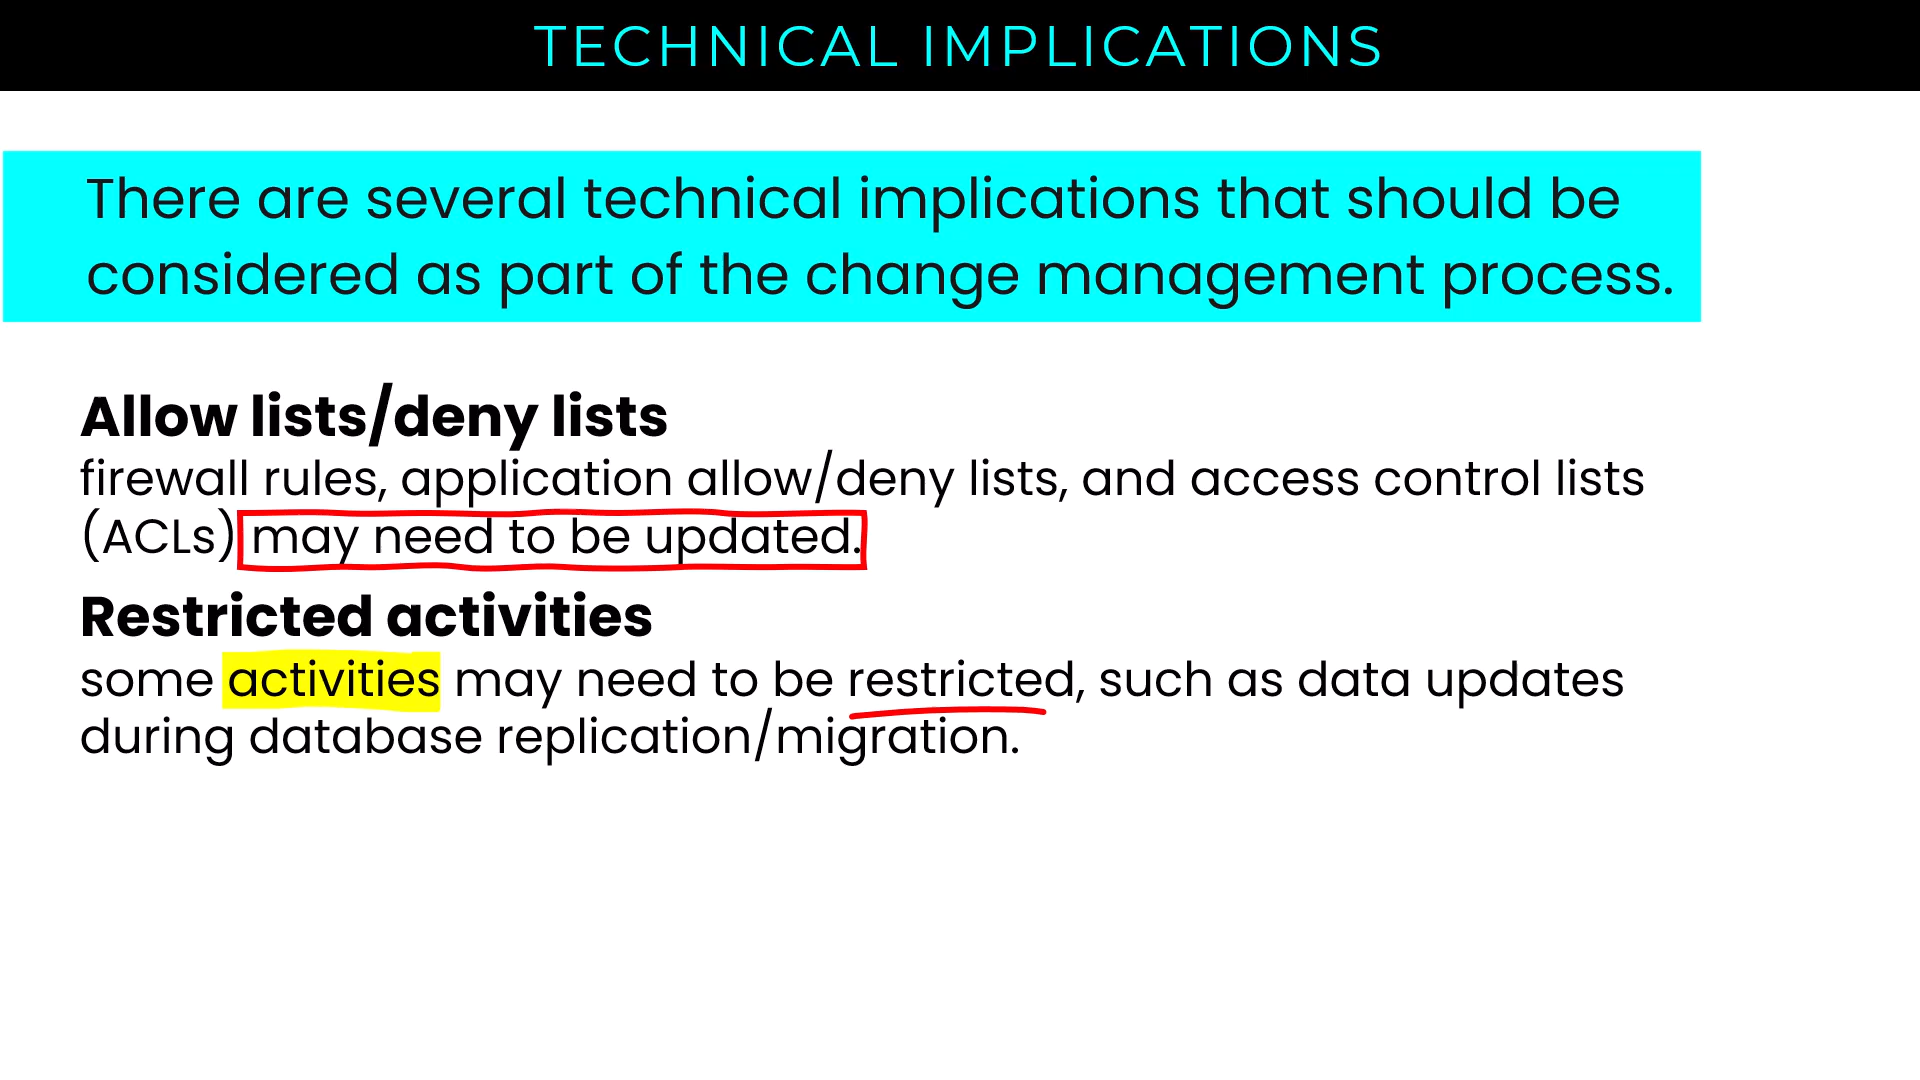 TECHNICAL IMPLICATIONS
There are several technical implications that should be
considered as part of the change management process.
Allow lists/deny lists
firewall rules, application allow/deny lists, and access control lists
(ACLs) may need to be updated.
Restricted activities
some activities may need to be restricted, such as data updates
during database replication/migration.